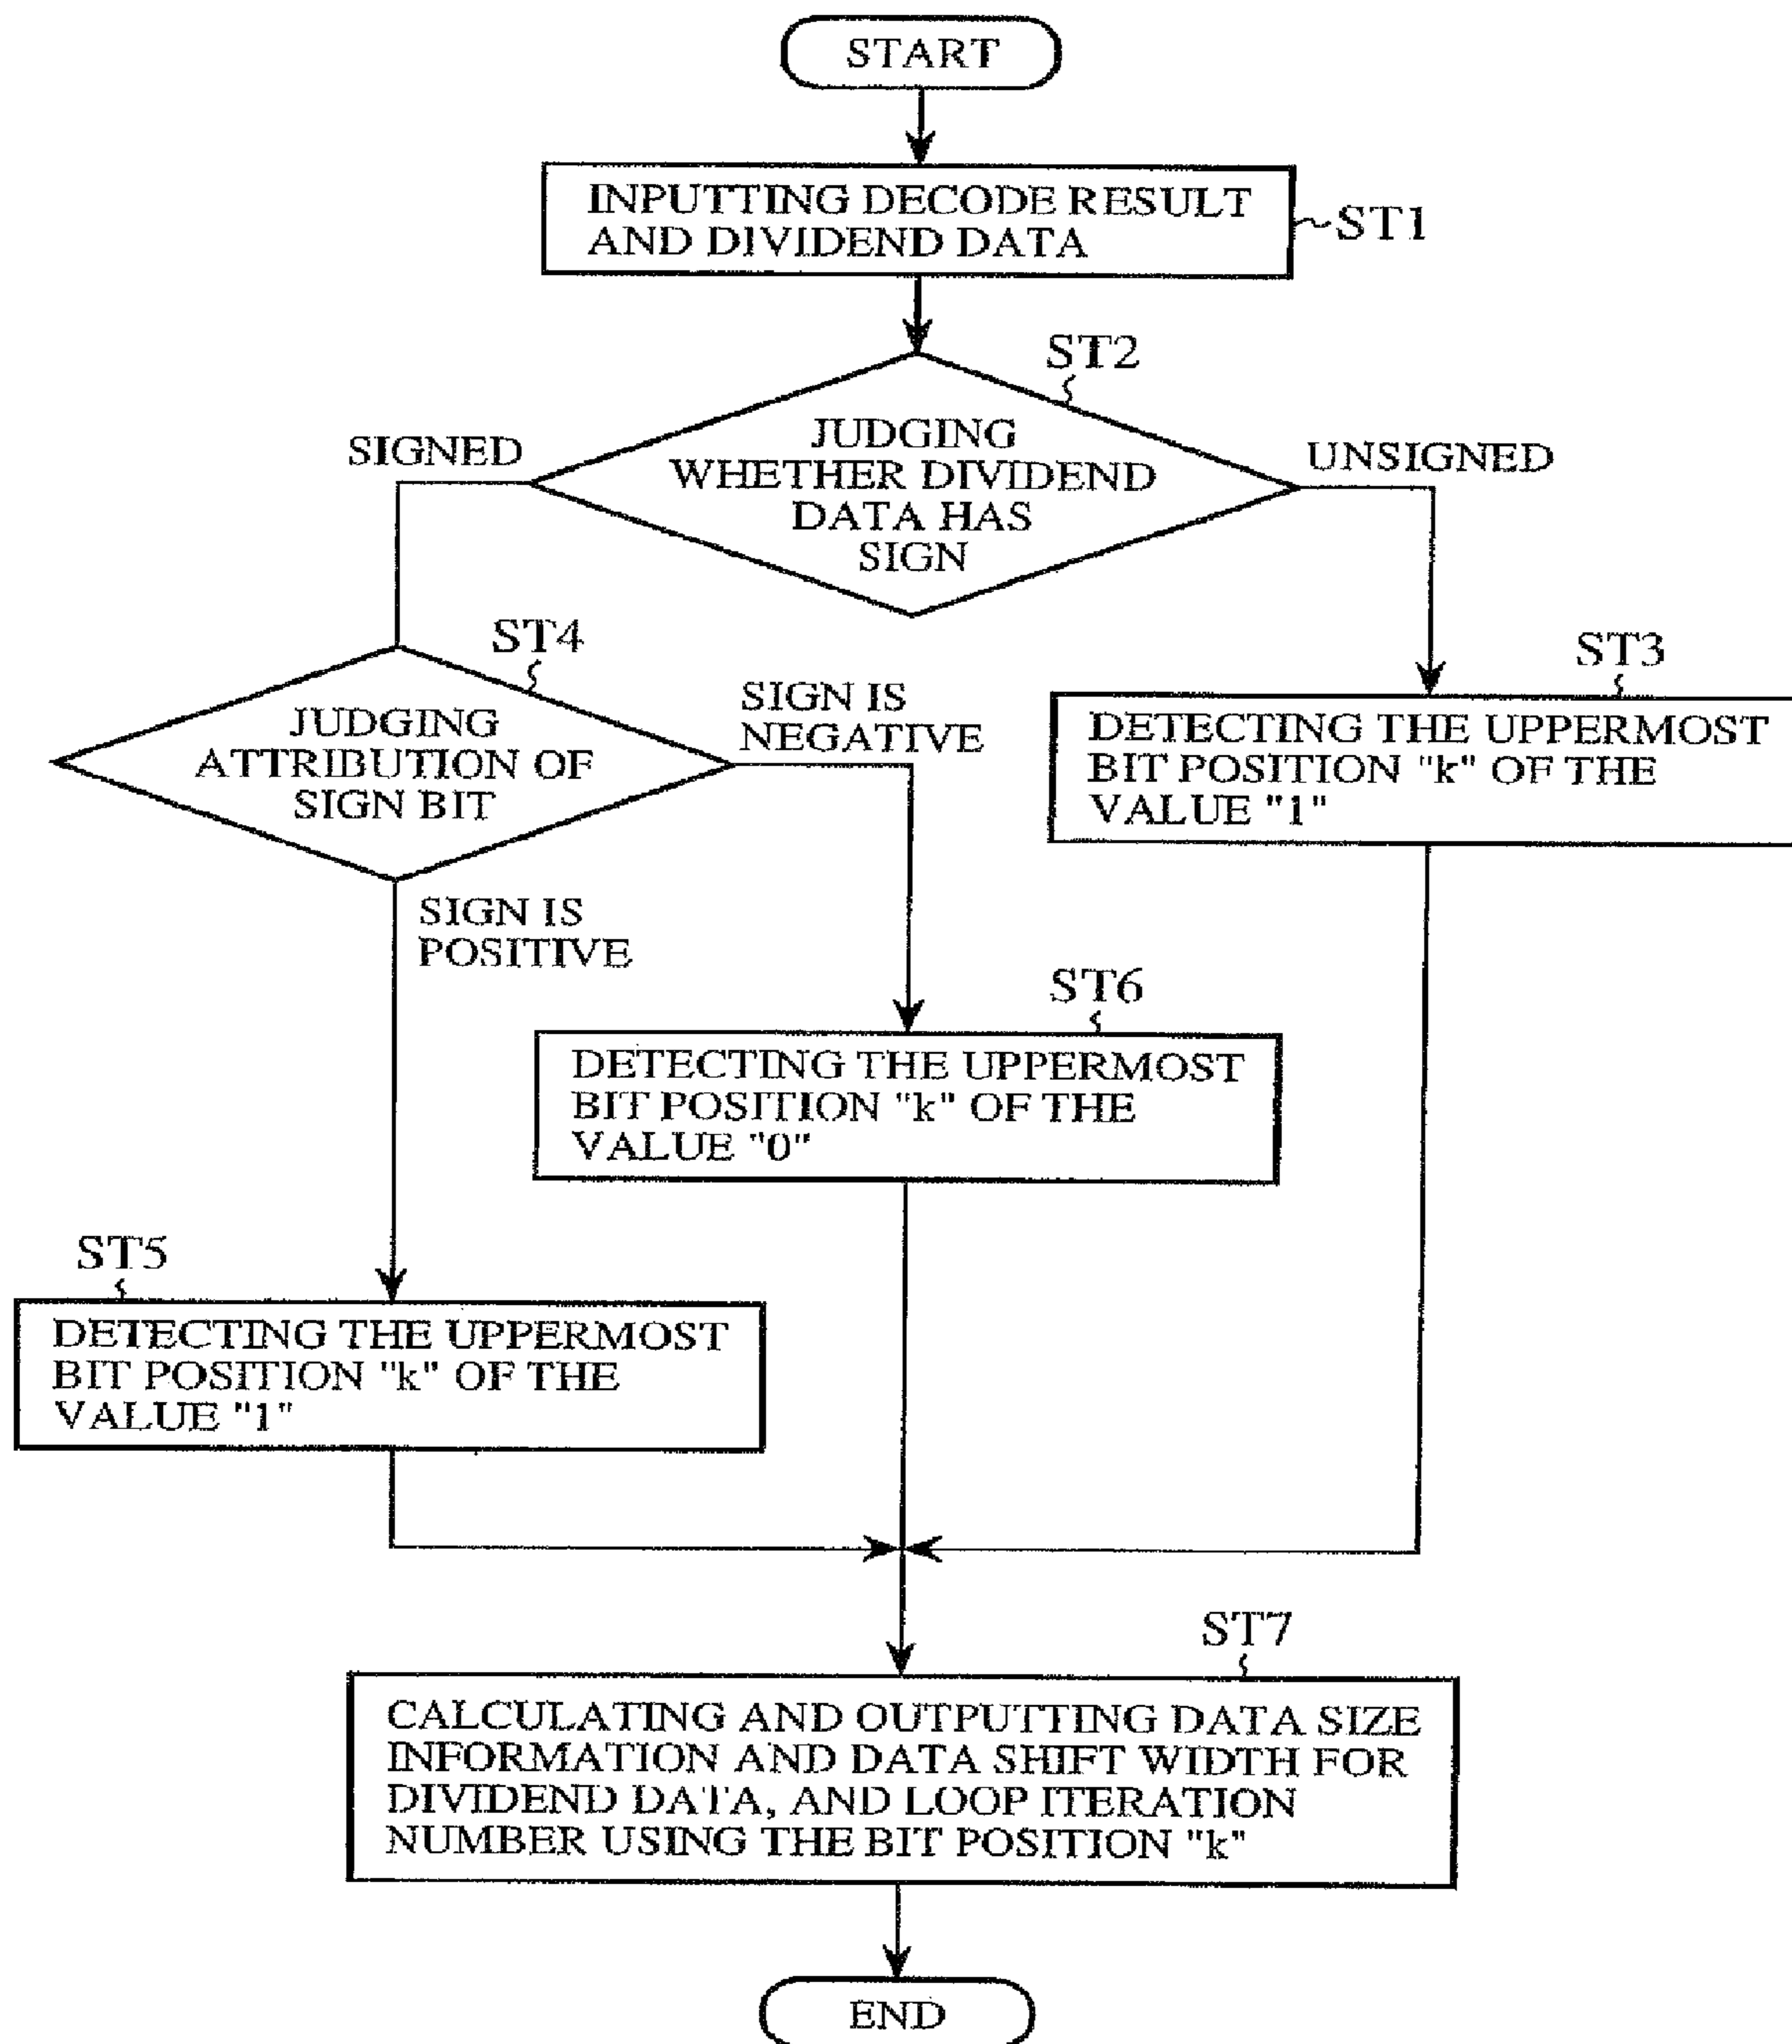 START
INPUTTING DECODE RESULT
AND DIVIDEND DATA
ST1
ST2
JUDGING
WHETHER DIVIDEND
DATA HAS
SIGN
SIGNED
UNSIGNED
ST4
JUDGING
ATTRIBUTION OF
SIGN BIT
SIGN IS
NEGATIVE
ST3
DETECTING THE UPPERMOST
BIT POSITION "k" OF THE
VALUE "1"
SIGN IS
POSITIVE
ST6
DETECTING THE UPPERMOST
BIT POSITION "k" OF THE
VALUE "0"
ST5
DETECTING THE UPPERMOST
BIT POSITION "k" OF THE
VALUE "1"
ST7
CALCULATING AND OUTPUTTING DATA SIZE
INFORMATION AND DATA SHIFT WIDTH FOR
DIVIDEND DATA, AND LOOP ITERATION
NUMBER USING THE BIT POSITION "k"
END